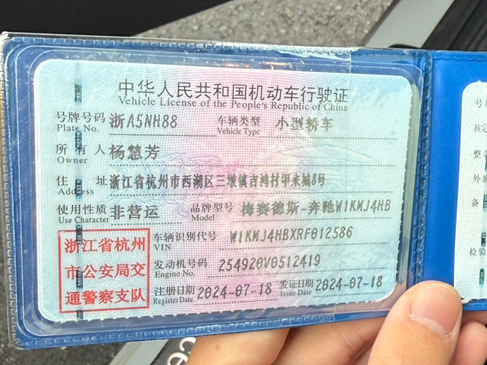 中华人民共和国机动车行驶证
Vehicle License of the People's Republic of China
号牌号码 浙A5NH88 车辆类型 小型轿车
Plate No. Vehicle Type
所有人 杨慧芳
Owner
住址 浙江省杭州市西湖区三墩镇吉鸿村甲来城8号
Address
使用性质 非营运 品牌型号 梅赛德斯-奔驰W1KMJ4HB
Use Character Model
浙江省杭州 车辆识别代号 W1KMJ4HBXRF012586
VIN
市公安局交 发动机号码 254920V0512419
Engine No.
通警察支队 注册日期 2024-07-18 发证日期 2024-07-18
Register Date Issue Date